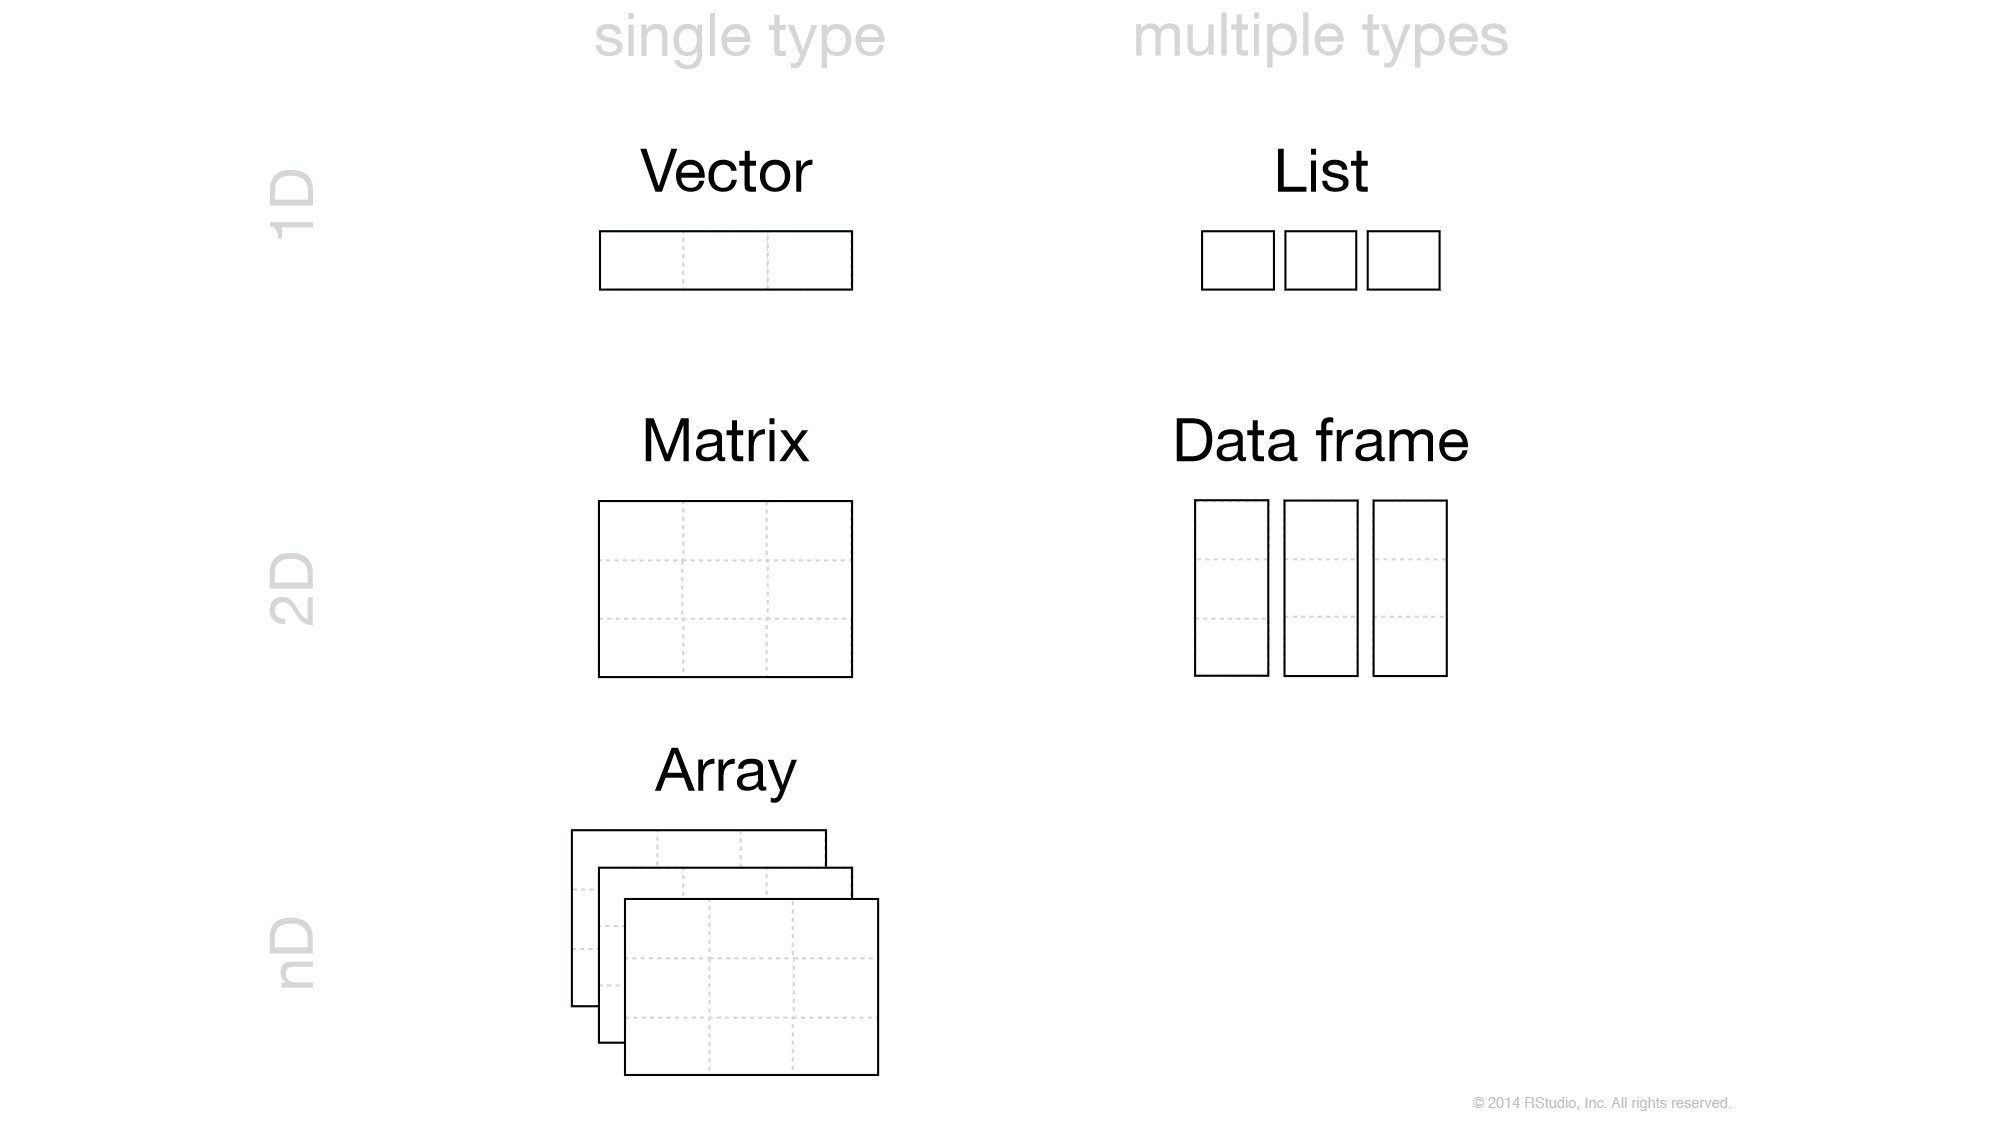 single type
multiple types
1D
Vector
List
2D
Matrix
Data frame
nD
Array
© 2014 RStudio, Inc. All rights reserved.